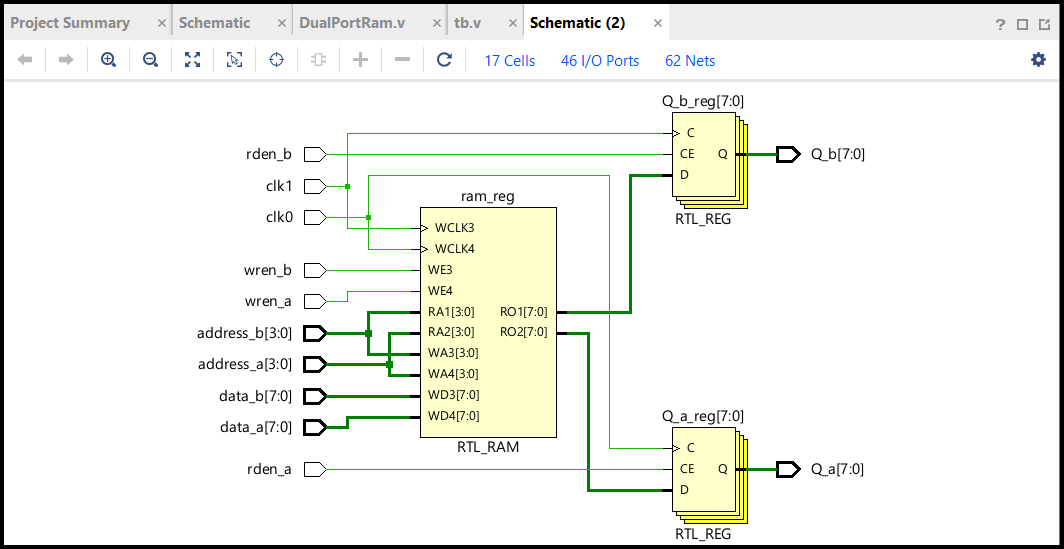 Project Summary × Schematic × DualPortRam.v × tb.v × Schematic (2) × ?
17 Cells 46 I/O Ports 62 Nets
Q_b_reg[7:0]
C
rden_b CE Q Q_b[7:0]
D
clk1
clk0
ram_reg
RTL_REG
WCLK3
WCLK4
wren_b WE3
wren_a WE4
RA1[3:0] RO1[7:0]
address_b[3:0] RA2[3:0] RO2[7:0]
WA3[3:0]
address_a[3:0] WA4[3:0]
data_b[7:0] WD3[7:0]
data_a[7:0] WD4[7:0]
RTL_RAM
Q_a_reg[7:0]
C
rden_a CE Q Q_a[7:0]
D
RTL_REG